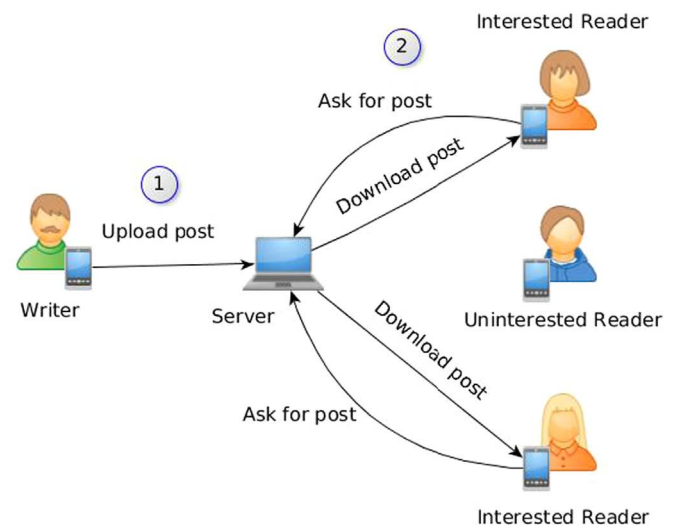 Interested Reader
2
Ask for post
Download post
1
Upload post
Writer
Server
Uninterested Reader
Download post
Ask for post
Interested Reader